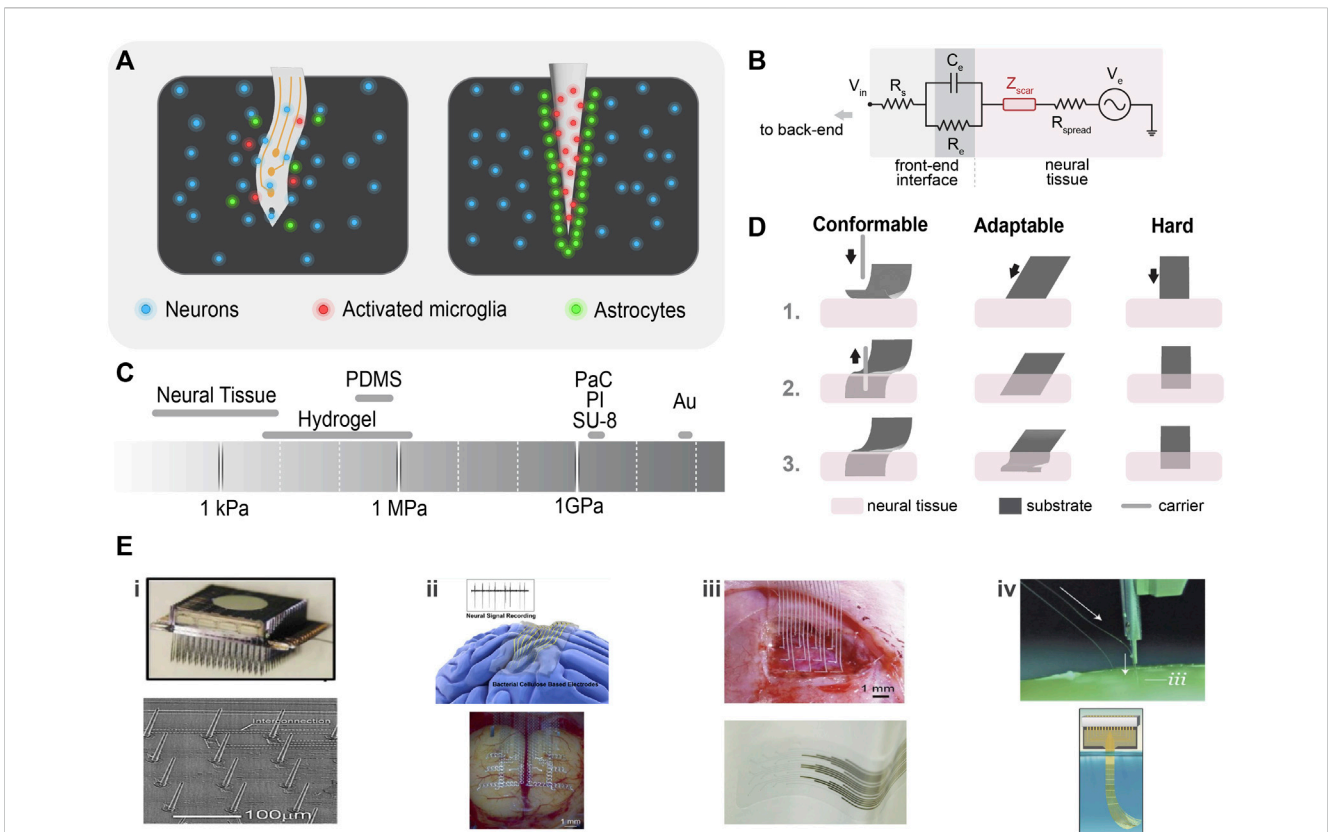 A
Neurons
Activated microglia
Astrocytes
B
V_in
R_s
C_e
R_e
Z_scar
R_spread
V_e
to back-end
front-end
interface
neural
tissue
C
Neural Tissue
PDMS
Hydrogel
PaC
PI
SU-8
Au
1 kPa
1 MPa
1GPa
D
Conformable
Adaptable
Hard
1.
2.
3.
neural tissue
substrate
carrier
E
i
Interconnection
100μm
ii
Neural Signal Recording
Bacterial Cellulose Based Electrodes
1 mm
iii
1 mm
iv
iii